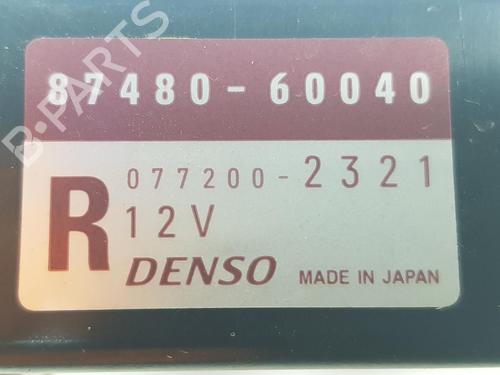 B-PARTS
87480-60040
R
077200-2321
12V
DENSO MADE IN JAPAN